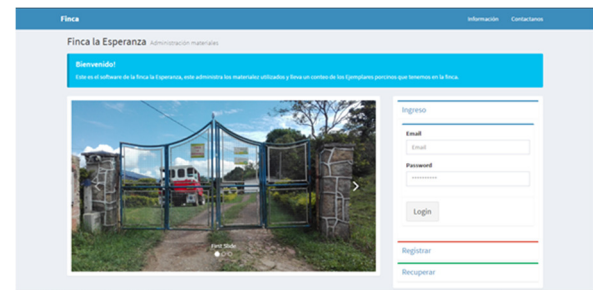 Finca
Información Contactanos
Finca la Esperanza Administración materiales
Bienvenido!
Este es el software de la finca la Esperanza, este administra los materialez utilizados y lleva un conteo de los Ejemplares porcinos que tenemos en la finca.
Ingreso
Email
Email
Password
Login
First Slide
Registrar
Recuperar